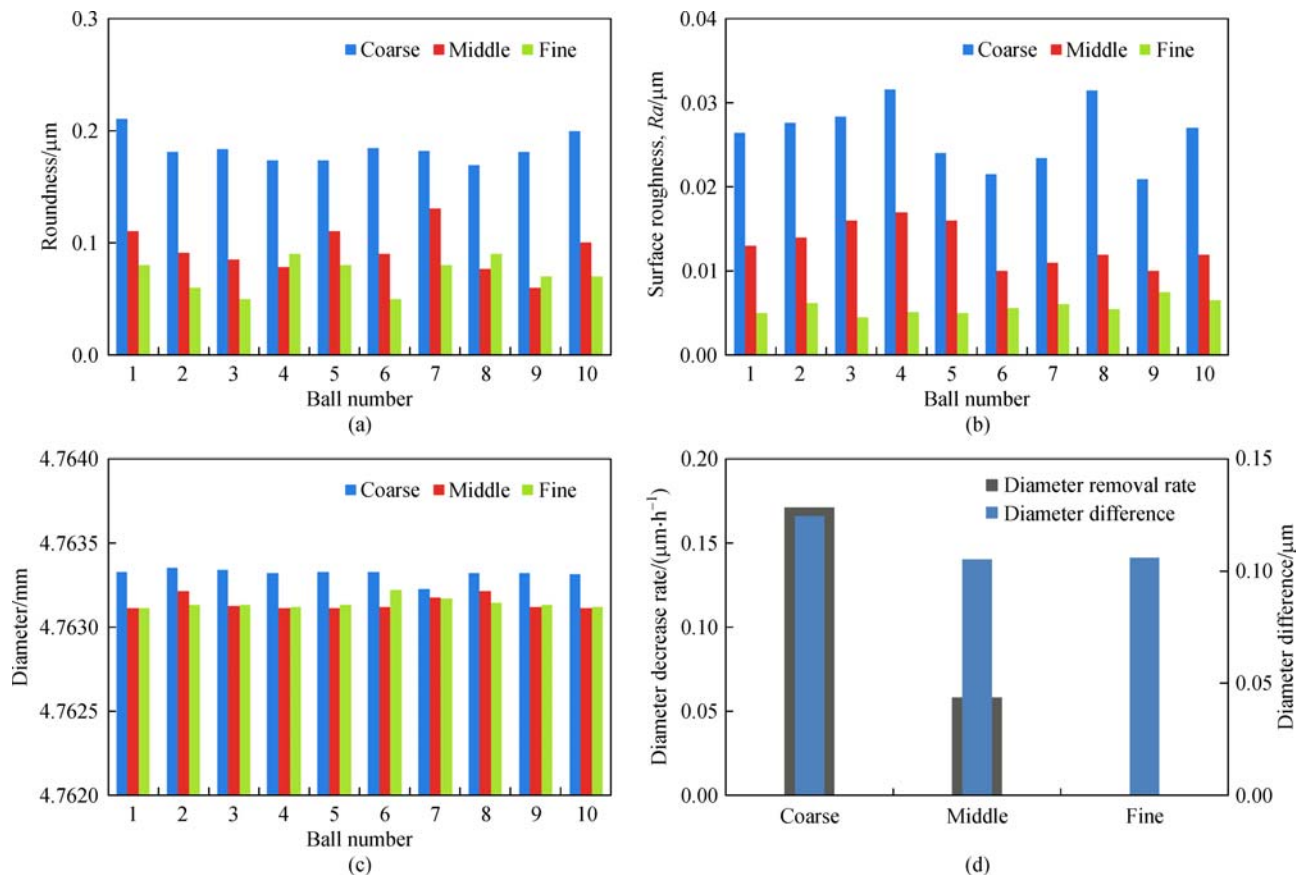 0.3
Coarse Middle Fine
0.2
0.1
0.0
Roundness/μm
1 2 3 4 5 6 7 8 9 10
Ball number
(a)
0.04
Coarse Middle Fine
0.03
0.02
0.01
0.00
Surface roughness, Ra/μm
1 2 3 4 5 6 7 8 9 10
Ball number
(b)
4.7640
Coarse Middle Fine
4.7635
4.7630
4.7625
4.7620
Diameter/mm
1 2 3 4 5 6 7 8 9 10
Ball number
(c)
0.20
0.15
0.10
0.05
0.00
Diameter decrease rate/(μm·h⁻¹)
Diameter removal rate
Diameter difference
0.15
0.10
0.05
0.00
Diameter difference/μm
Coarse Middle Fine
(d)